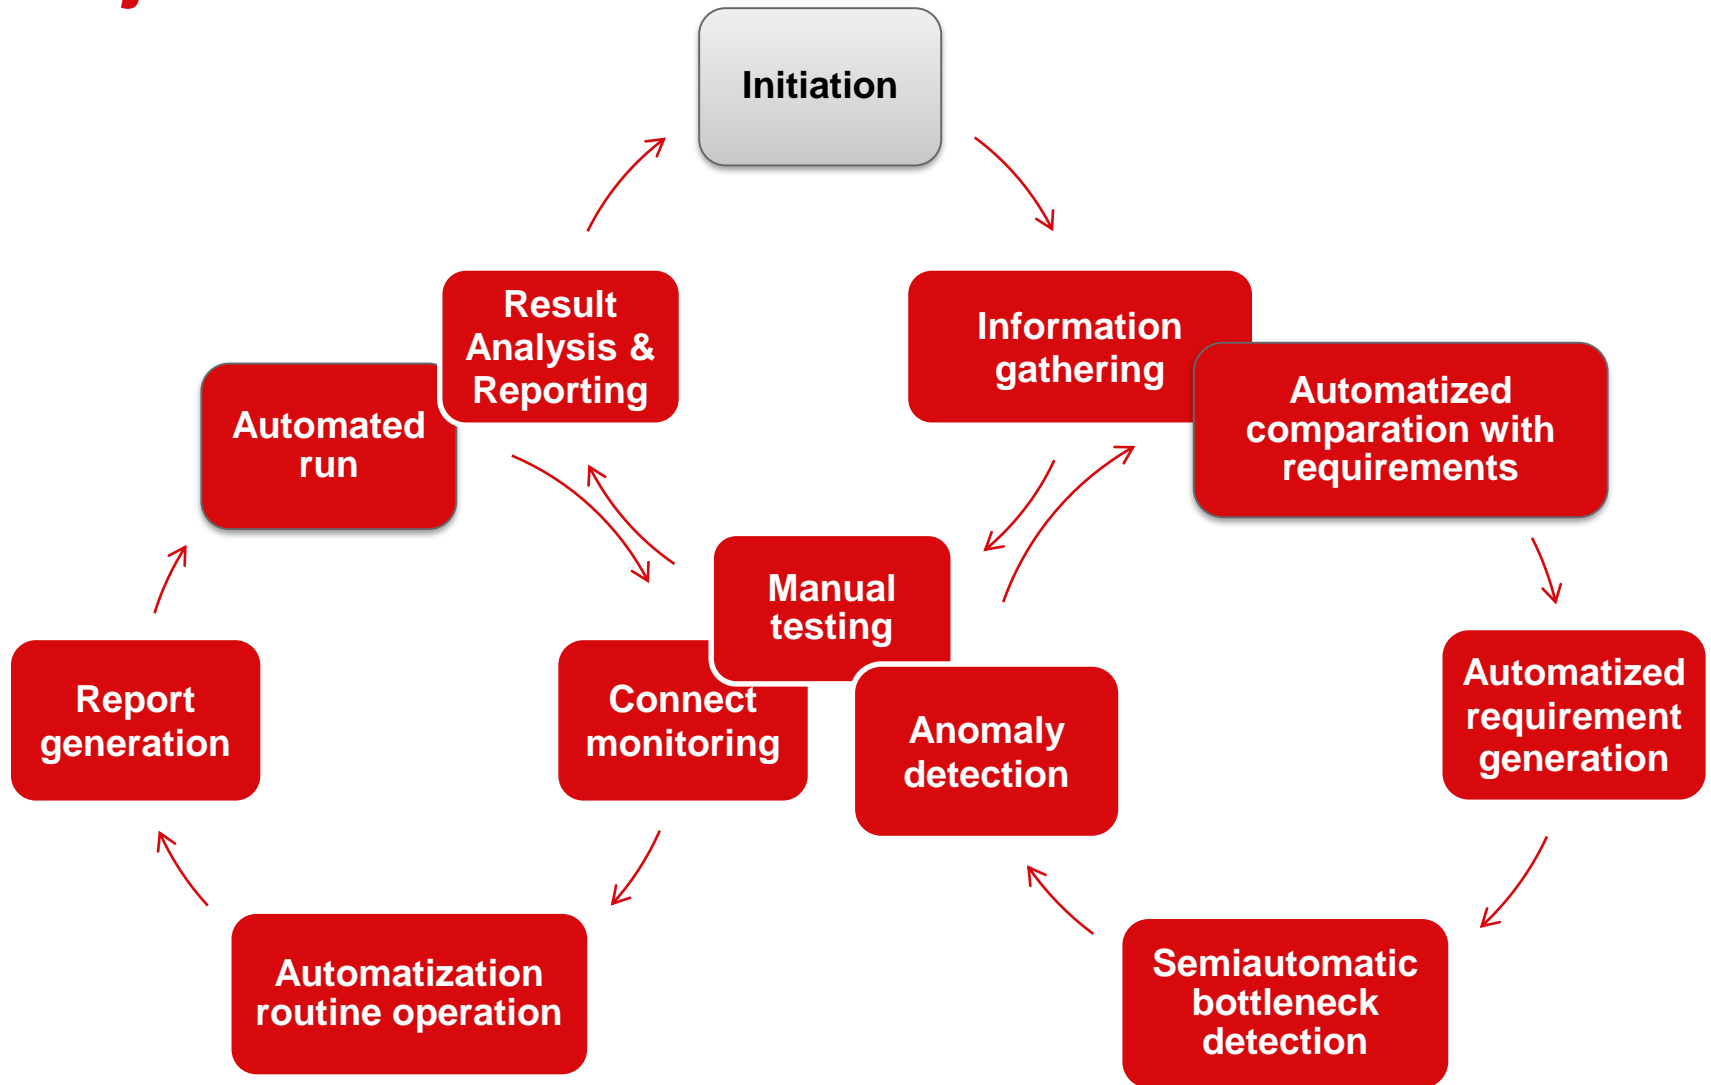 Initiation
Result
Analysis &
Reporting
Information
gathering
Automated
run
Automatized
comparation with
requirements
Manual
testing
Report
generation
Connect
monitoring
Anomaly
detection
Automatized
requirement
generation
Automatization
routine operation
Semiautomatic
bottleneck
detection